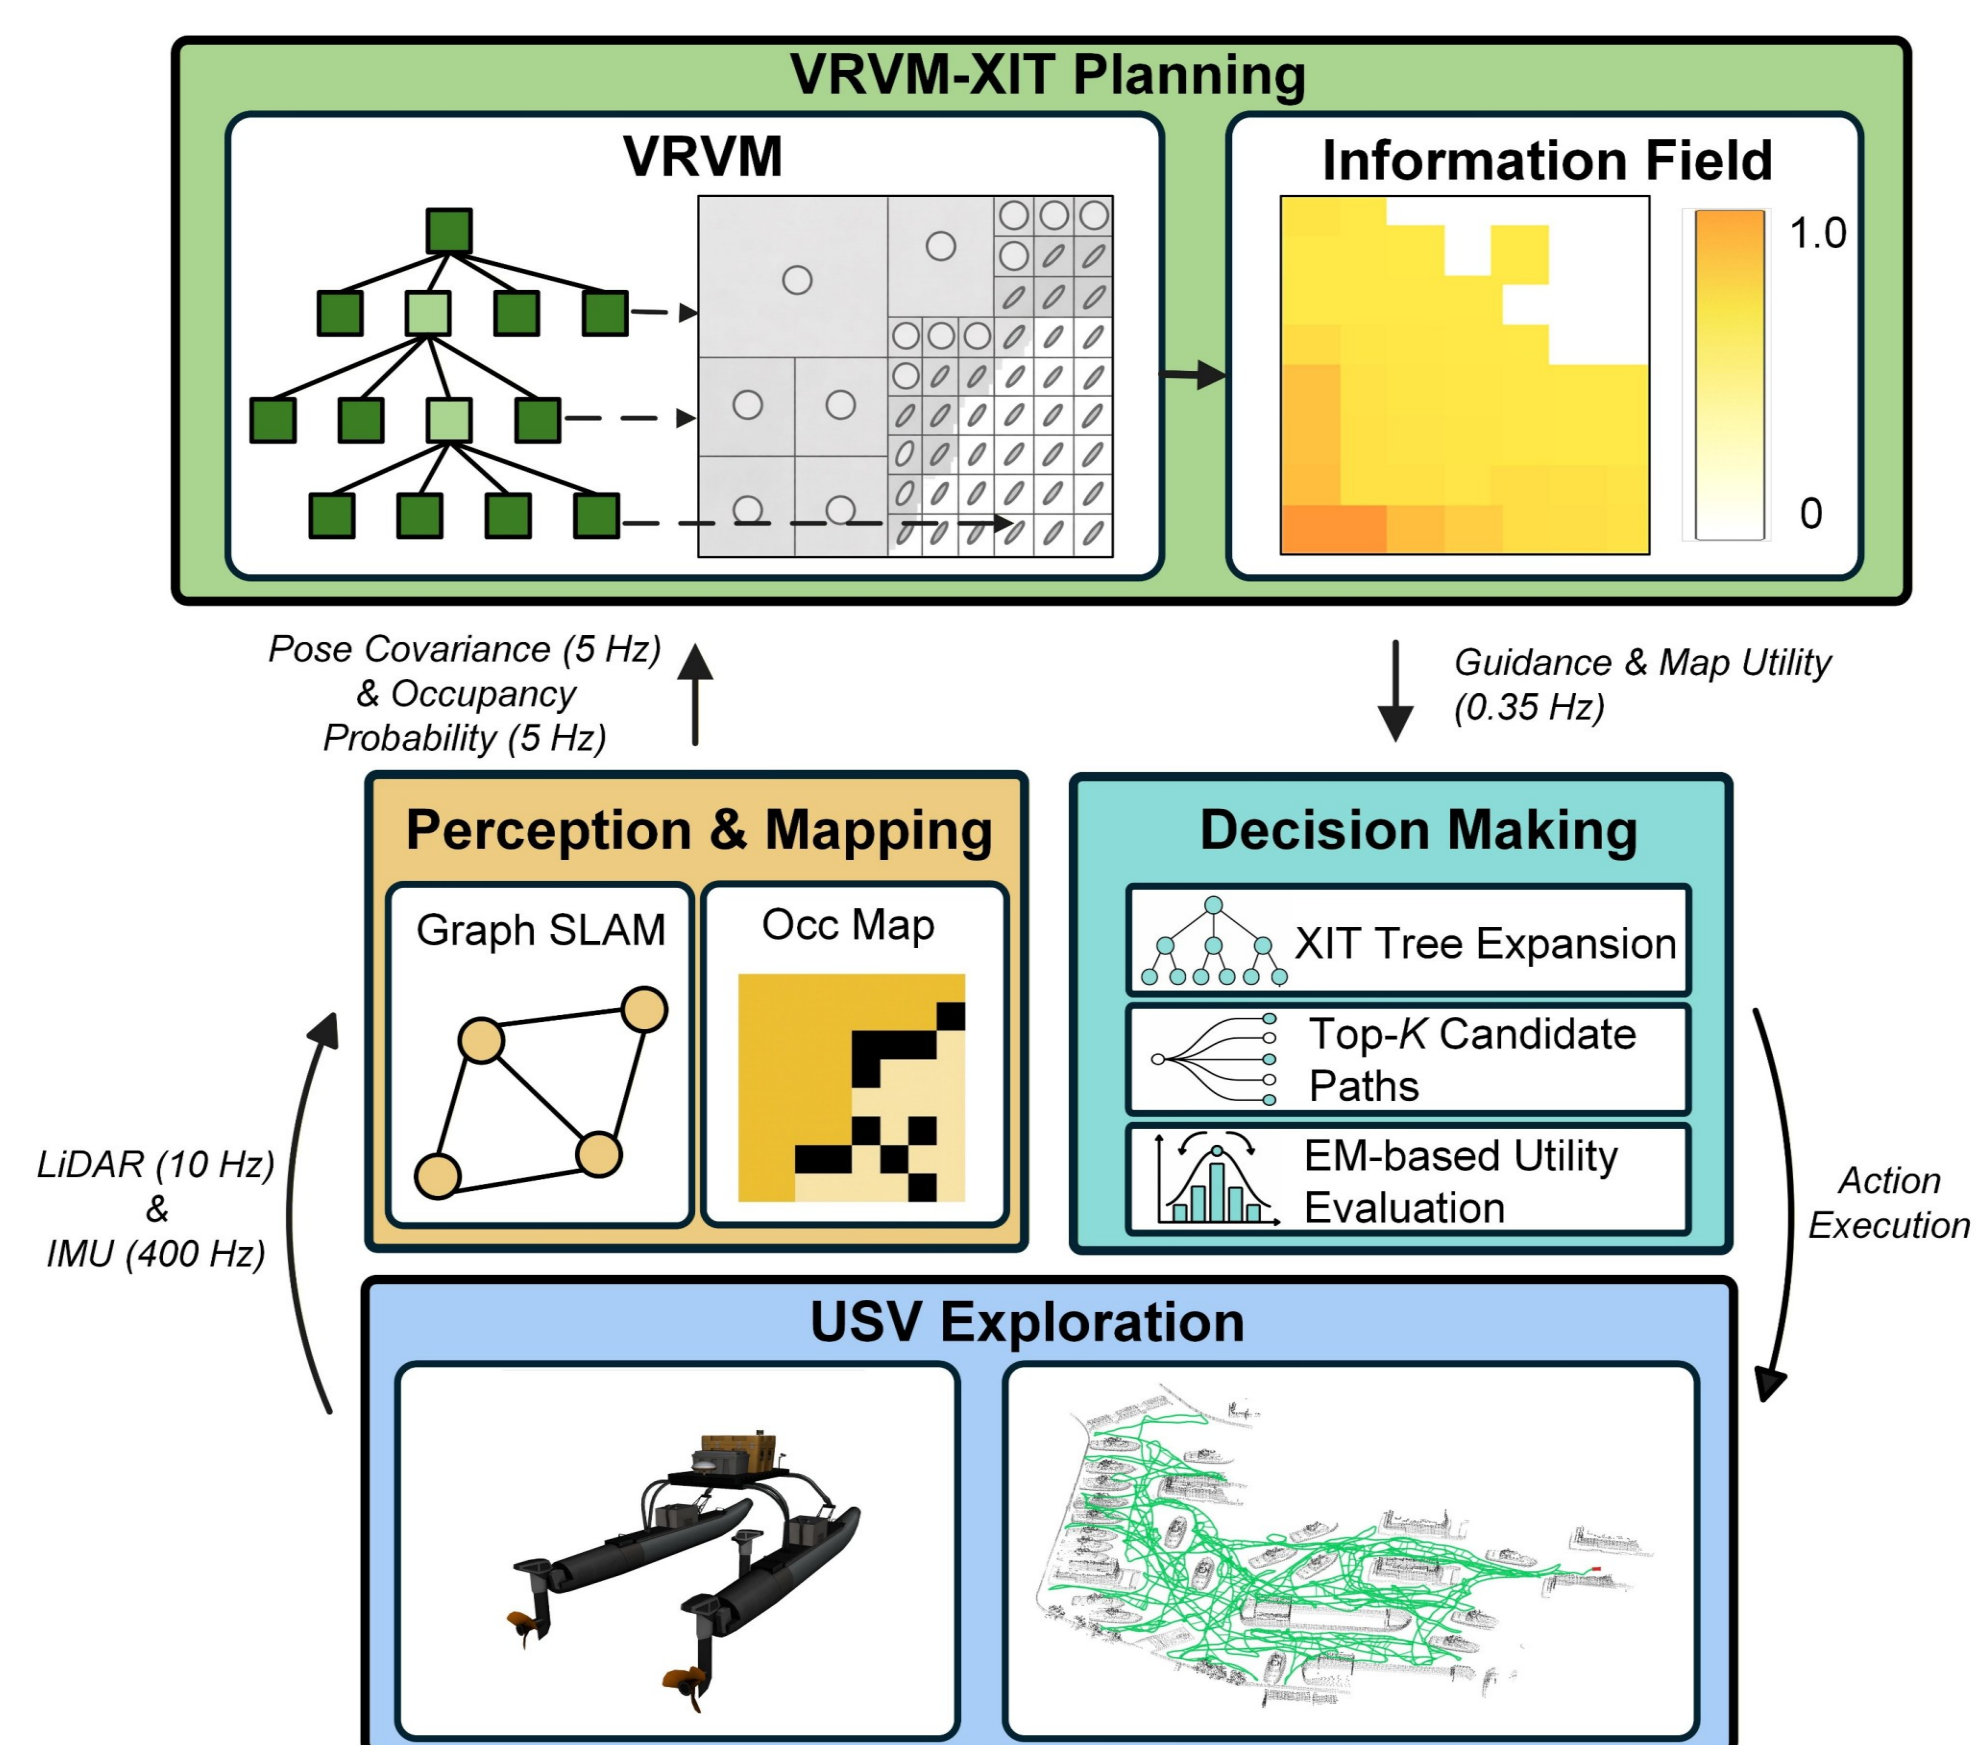 VRVM-XIT Planning
VRVM
Information Field
1.0
0
Pose Covariance (5 Hz)
& Occupancy
Probability (5 Hz)
Guidance & Map Utility
(0.35 Hz)
Perception & Mapping
Graph SLAM
Occ Map
Decision Making
XIT Tree Expansion
Top-K Candidate
Paths
EM-based Utility
Evaluation
LiDAR (10 Hz)
&
IMU (400 Hz)
Action
Execution
USV Exploration